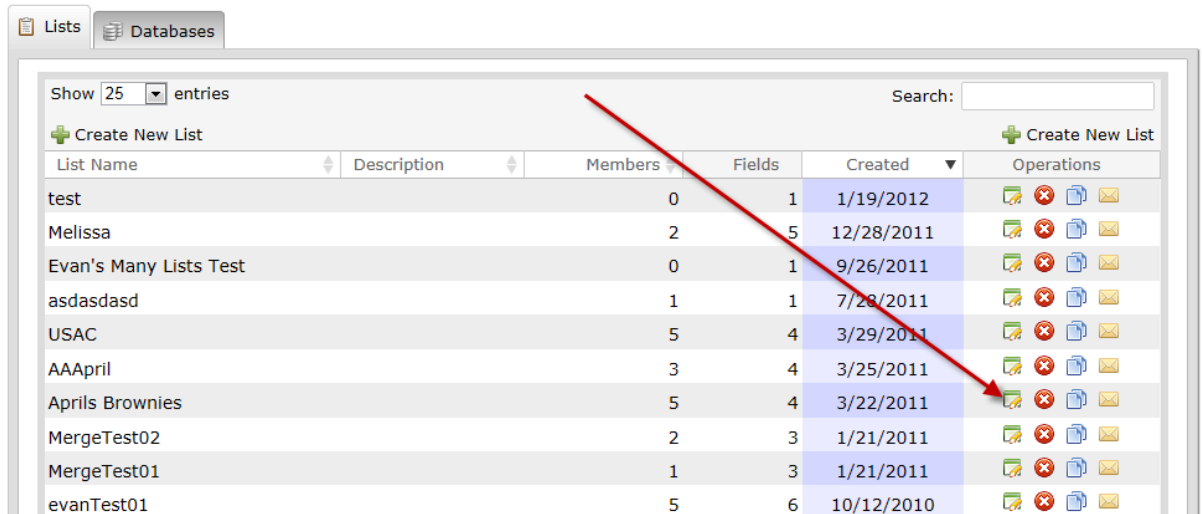 Lists Databases
Show 25 entries Search:
Create New List Create New List
List Name Description Members Fields Created Operations
test 0 1 1/19/2012
Melissa 2 5 12/28/2011
Evan's Many Lists Test 0 1 9/26/2011
asdasdasd 1 1 7/28/2011
USAC 5 4 3/29/2011
AAApril 3 4 3/25/2011
Aprils Brownies 5 4 3/22/2011
MergeTest02 2 3 1/21/2011
MergeTest01 1 3 1/21/2011
evanTest01 5 6 10/12/2010